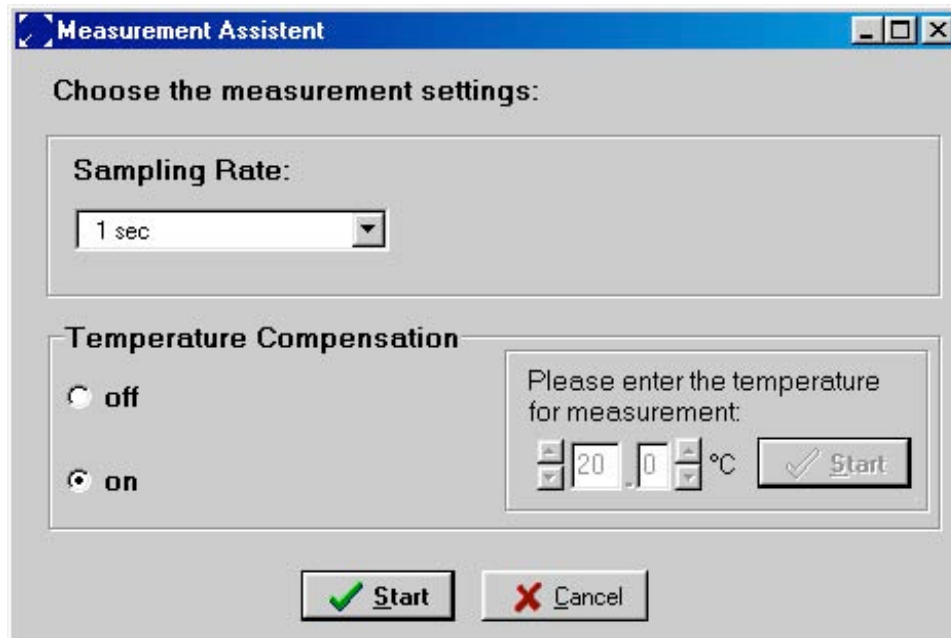 Measurement Assistent
Choose the measurement settings:
Sampling Rate:
1 sec
Temperature Compensation
off
on
Please enter the temperature
for measurement:
20 . 0 °C Start
Start Cancel